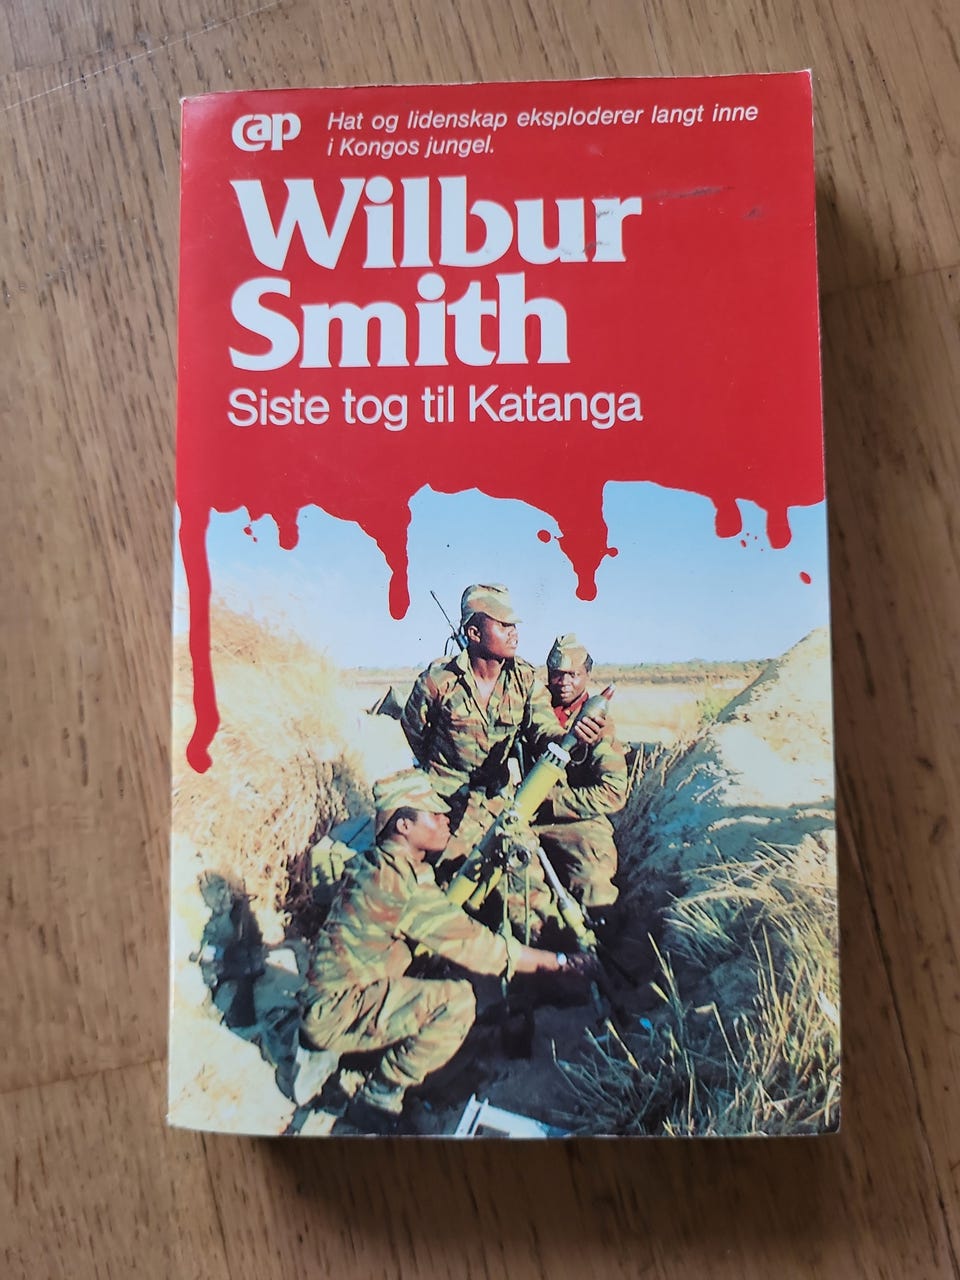 cap
Hat og lidenskap eksploderer langt inne
i Kongos jungel.
Wilbur
Smith
Siste tog til Katanga